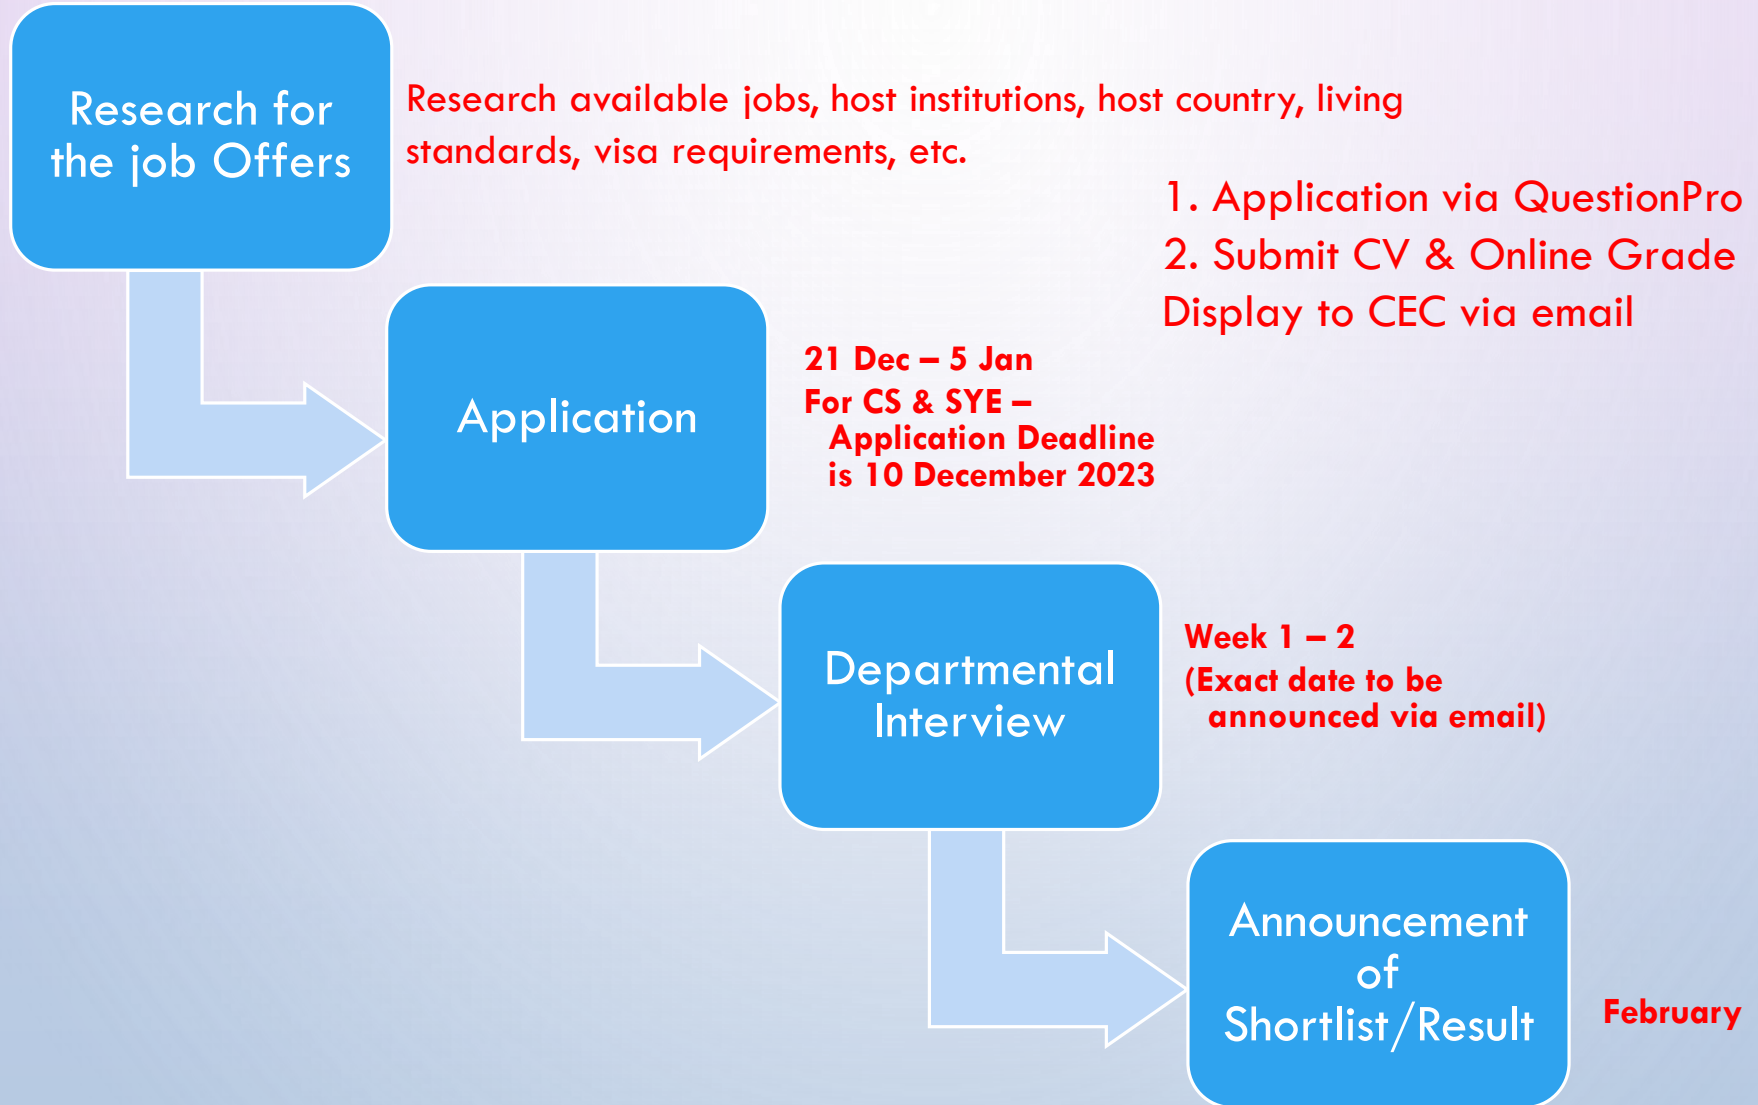 Research for
the job Offers
Research available jobs, host institutions, host country, living
standards, visa requirements, etc.
1. Application via QuestionPro
2. Submit CV & Online Grade
Display to CEC via email
Application
21 Dec – 5 Jan
For CS & SYE –
Application Deadline
is 10 December 2023
Departmental
Interview
Week 1 – 2
(Exact date to be
announced via email)
Announcement
of
Shortlist/Result
February